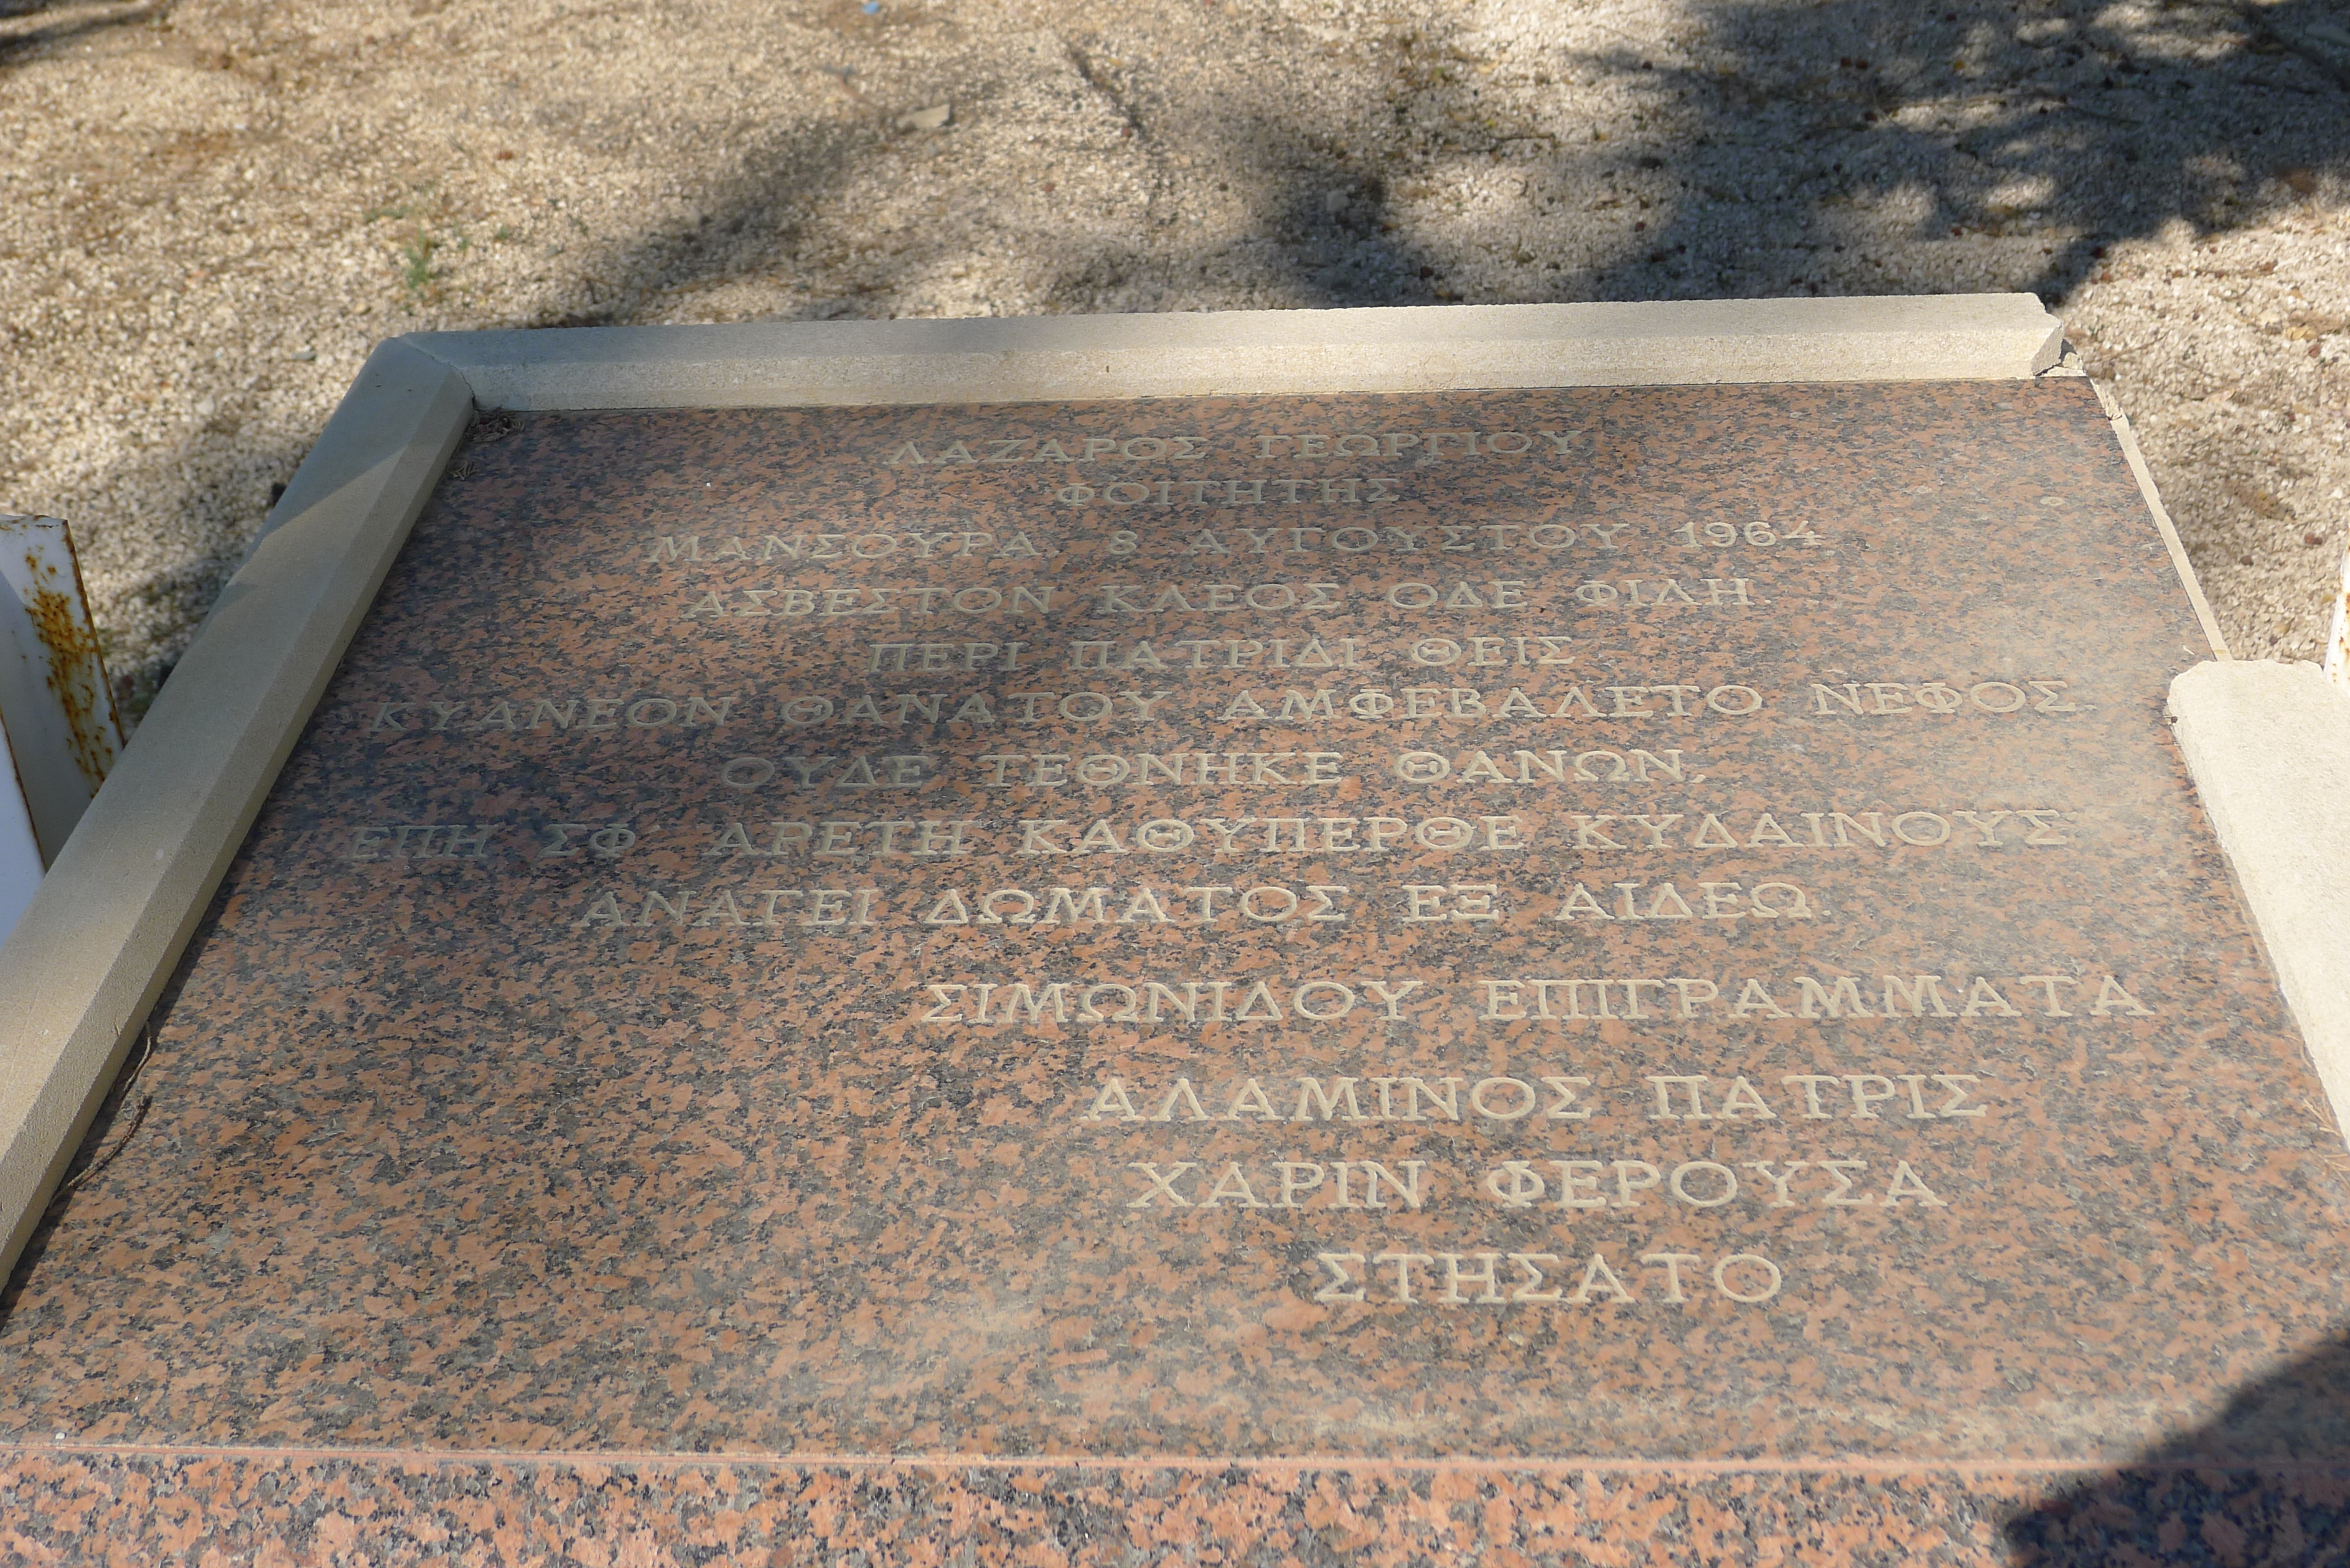 ΛΑΖΑΡΟΣ ΓΕΩΡΓΙΟΥ
ΦΟΙΤΗΤΗΣ
ΜΑΝΣΟΥΡΑ, 8 ΑΥΓΟΥΣΤΟΥ 1964
ΑΣΒΕΣΤΟΝ ΚΛΕΟΣ ΟΔΕ ΦΙΛΗ
ΠΕΡΙ ΠΑΤΡΙΔΙ ΘΕΙΣ
ΚΥΑΝΕΟΝ ΘΑΝΑΤΟΥ ΑΜΦΕΒΑΛΕΤΟ ΝΕΦΟΣ.
ΟΥΔΕ ΤΕΘΝΗΚΕ ΘΑΝΩΝ,
ΕΠΗ ΣΦ' ΑΡΕΤΗ ΚΑΘΥΠΕΡΘΕ ΚΥΔΑΙΝΟΥΣ
ΑΝΑΓΕΙ ΔΩΜΑΤΟΣ ΕΞ ΑΙΔΕΩ.
ΣΙΜΩΝΙΔΟΥ ΕΠΙΓΡΑΜΜΑΤΑ
ΑΛΑΜΙΝΟΣ ΠΑΤΡΙΣ
ΧΑΡΙΝ ΦΕΡΟΥΣΑ
ΣΤΗΣΑΤΟ